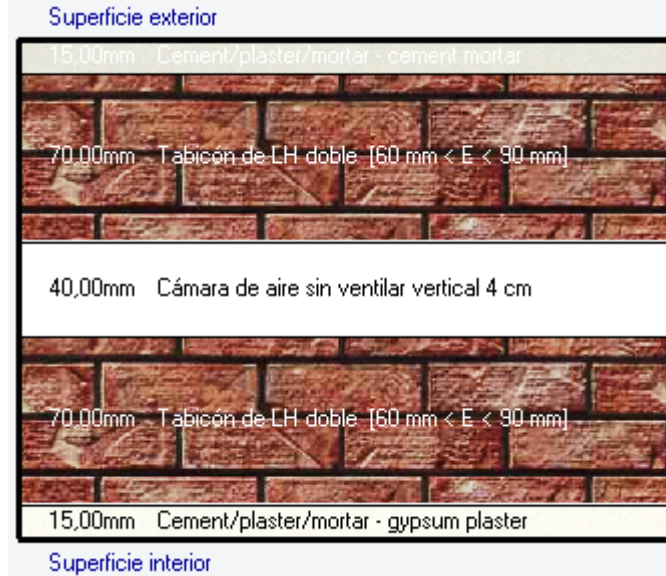 Superficie exterior
15,00mm Cement/plaster/mortar - cement mortar
70,00mm Tabicón de LH doble [60 mm < E < 90 mm]
40,00mm Cámara de aire sin ventilar vertical 4 cm
70,00mm Tabicón de LH doble [60 mm < E < 90 mm]
15,00mm Cement/plaster/mortar - gypsum plaster
Superficie interior